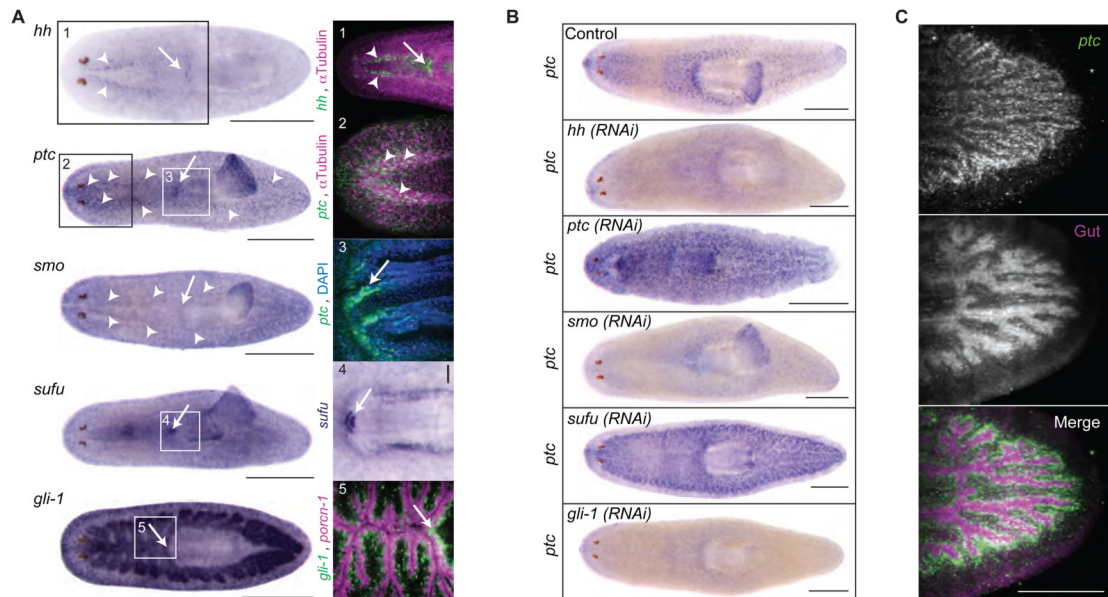 A
hh
1
1
hh, αTubulin
ptc
2
3
2
ptc, αTubulin
smo
3
ptc, DAPI
sufu
4
4
sufu
gli-1
5
5
gli-1, porcn-1
B
Control
ptc
hh (RNAi)
ptc
ptc (RNAi)
ptc
smo (RNAi)
ptc
sufu (RNAi)
ptc
gli-1 (RNAi)
ptc
C
ptc
Gut
Merge